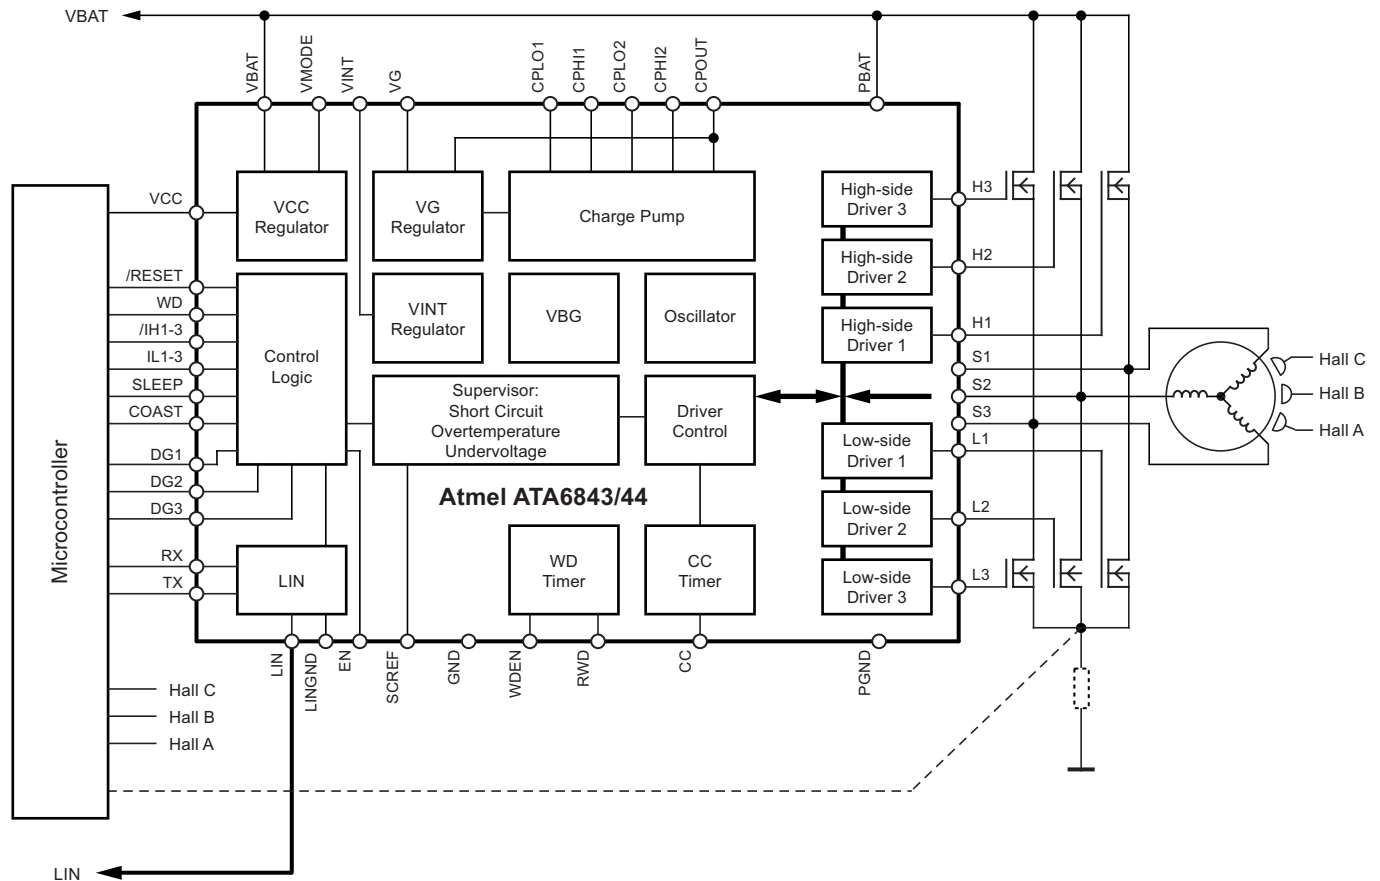 VBAT
VBAT
VMODE
VINT
VG
CPLO1
CPHI1
CPLO2
CPHI2
CPOUT
PBAT
VCC
/RESET
WD
/IH1-3
IL1-3
SLEEP
COAST
DG1
DG2
DG3
RX
TX
Microcontroller
VCC
Regulator
VG
Regulator
Charge Pump
High-side
Driver 3
High-side
Driver 2
High-side
Driver 1
Control
Logic
VINT
Regulator
VBG
Oscillator
Supervisor:
Short Circuit
Overtemperature
Undervoltage
Driver
Control
Low-side
Driver 1
Low-side
Driver 2
Low-side
Driver 3
Atmel ATA6843/44
LIN
WD
Timer
CC
Timer
H3
H2
H1
S1
S2
S3
L1
L2
L3
Hall C
Hall B
Hall A
LIN
LINGND
EN
SCREF
GND
WDEN
RWD
CC
PGND
Hall C
Hall B
Hall A
LIN